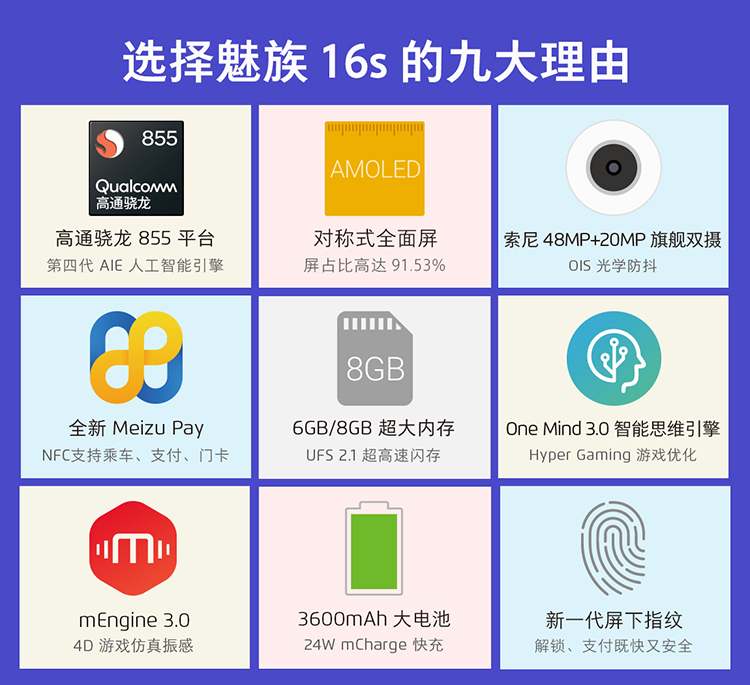 选择魅族 16s 的九大理由
855
Qualcomm
高通骁龙
高通骁龙 855 平台
第四代 AIE 人工智能引擎
AMOLED
对称式全面屏
屏占比高达 91.53%
索尼 48MP+20MP 旗舰双摄
OIS 光学防抖
全新 Meizu Pay
NFC支持乘车、支付、门卡
8GB
6GB/8GB 超大内存
UFS 2.1 超高速闪存
One Mind 3.0 智能思维引擎
Hyper Gaming 游戏优化
m
mEngine 3.0
4D 游戏仿真振感
3600mAh 大电池
24W mCharge 快充
新一代屏下指纹
解锁、支付既快又安全